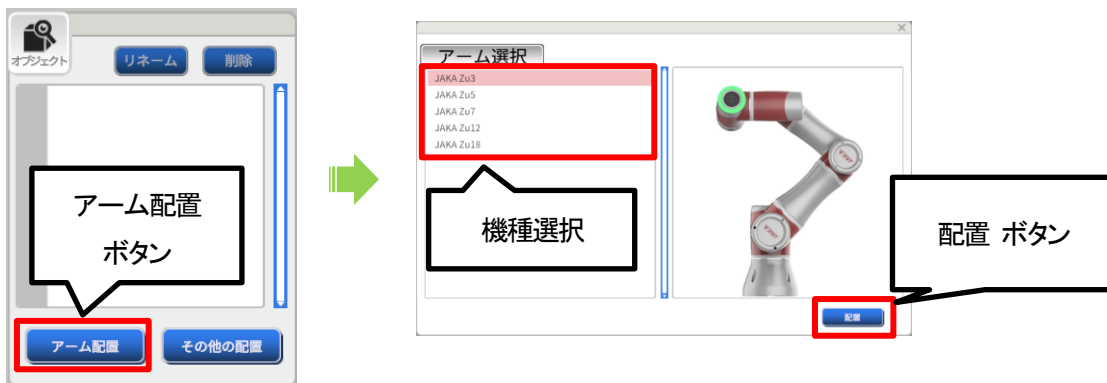 オブジェクト
リネーム
削除
アーム配置
ボタン
アーム配置
その他の配置
アーム選択
JAKA Zu3
JAKA Zu5
JAKA Zu7
JAKA Zu12
JAKA Zu18
機種選択
JAKA
JAKA
配置 ボタン
配置